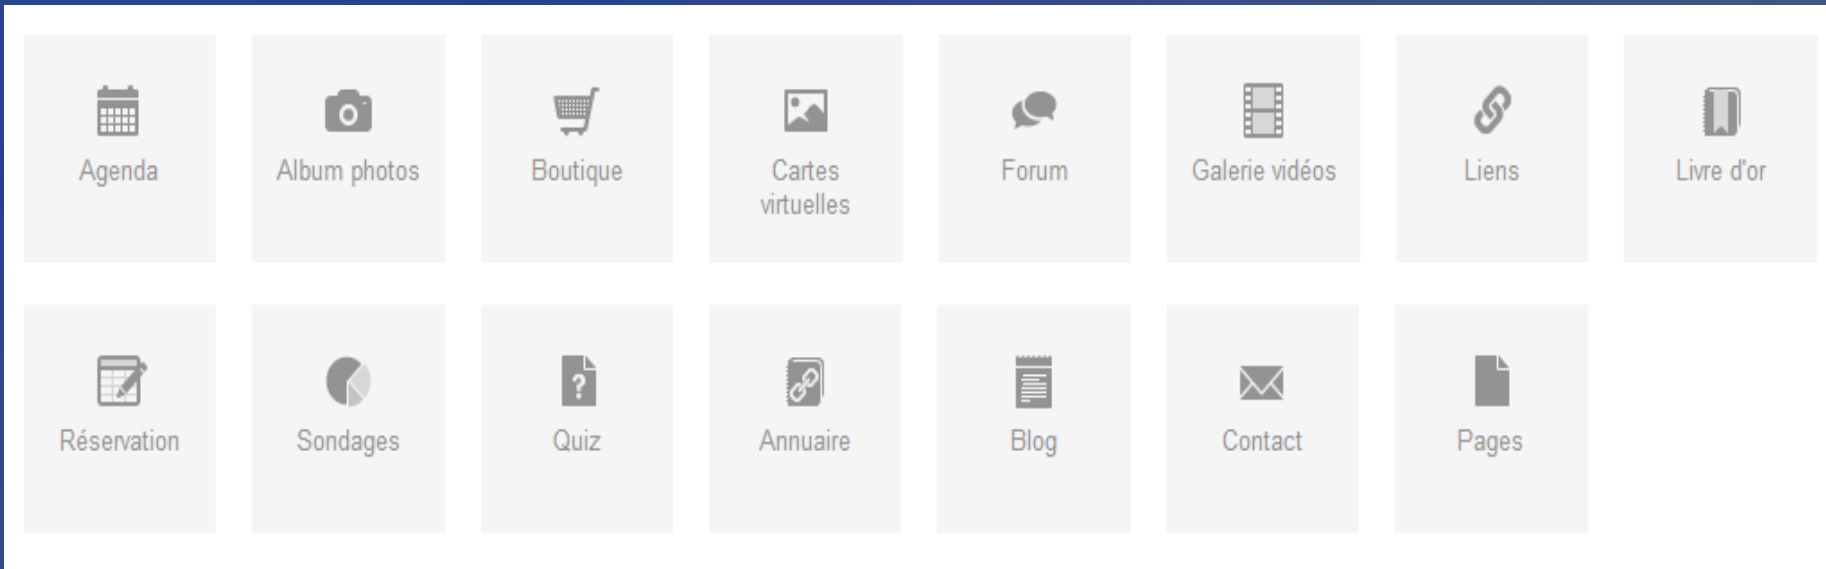 Agenda
Album photos
Boutique
Cartes
virtuelles
Forum
Galerie vidéos
Liens
Livre d'or
Réservation
Sondages
?
Quiz
Annuaire
Blog
Contact
Pages